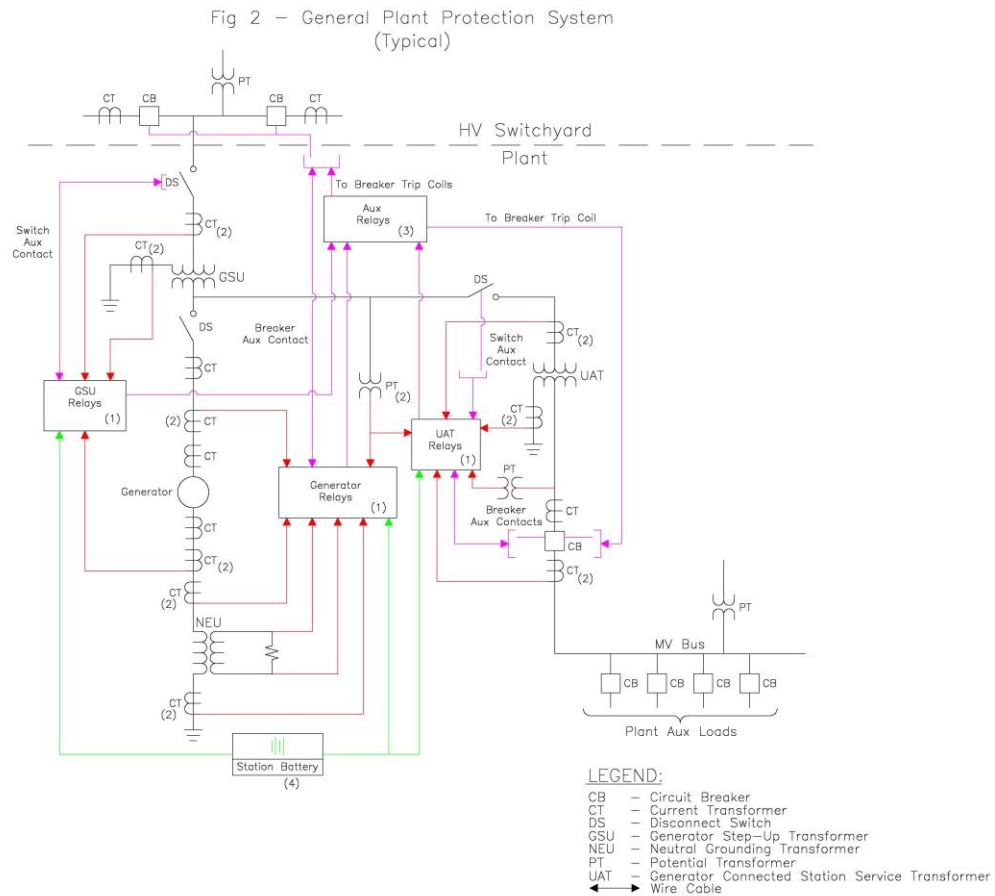 Fig 2 – General Plant Protection System
(Typical)
PT
CT
CB
CB
CT
HV Switchyard
Plant
DS
To Breaker Trip Coils
Aux
Relays
(3)
To Breaker Trip Coil
Switch
Aux
Contact
CT
(2)
CT
(2)
GSU
DS
DS
Breaker
Aux Contact
Switch
Aux
Contact
CT
(2)
UAT
CT
PT
(2)
GSU
Relays
(1)
CT
(2)
(2)
CT
UAT
Relays
(1)
CT
PT
Generator
Generator
Relays
(1)
Breaker
Aux Contacts
CT
CB
CT
CT
(2)
CT
(2)
CT
(2)
PT
NEU
MV Bus
CB
CB
CB
CB
CT
(2)
Plant Aux Loads
Station Battery
(4)
LEGEND:
CB – Circuit Breaker
CT – Current Transformer
DS – Disconnect Switch
GSU – Generator Step-Up Transformer
NEU – Neutral Grounding Transformer
PT – Potential Transformer
UAT – Generator Connected Station Service Transformer
Wire Cable